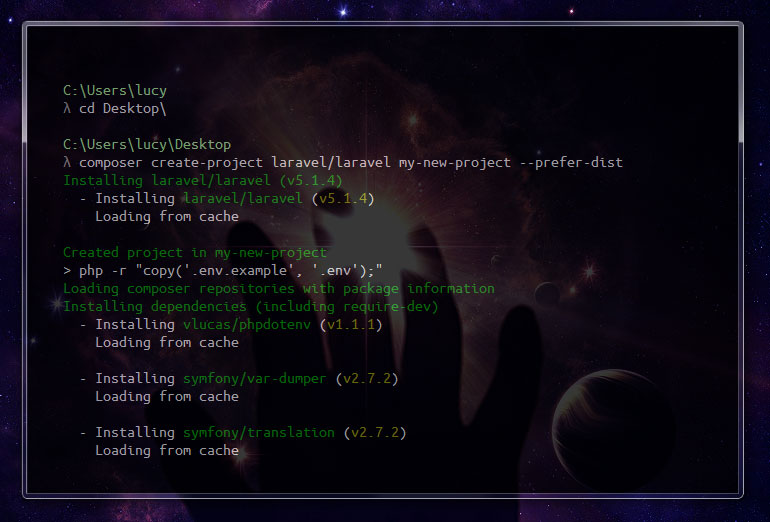 C:\Users\lucy
λ cd Desktop\
C:\Users\lucy\Desktop
λ composer create-project laravel/laravel my-new-project --prefer-dist
Installing laravel/laravel (v5.1.4)
  - Installing laravel/laravel (v5.1.4)
    Loading from cache
Created project in my-new-project
> php -r "copy('.env.example', '.env');"
Loading composer repositories with package information
Installing dependencies (including require-dev)
  - Installing vlucas/phpdotenv (v1.1.1)
    Loading from cache
  - Installing symfony/var-dumper (v2.7.2)
    Loading from cache
  - Installing symfony/translation (v2.7.2)
    Loading from cache